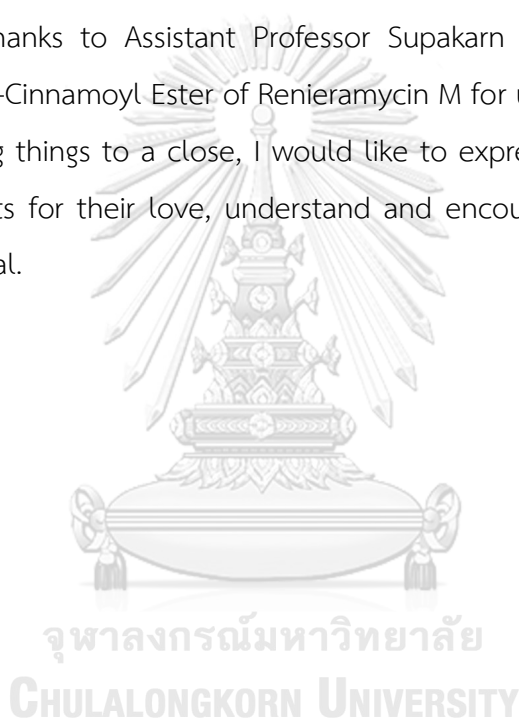 hanks to Assistant Professor Supakarn
-Cinnamoyl Ester of Renieramycin M for u
g things to a close, I would like to expre
ts for their love, understand and encou
al.
จุฬาลงกรณ์มหาวิทยาลัย
CHULALONGKORN UNIVERSITY